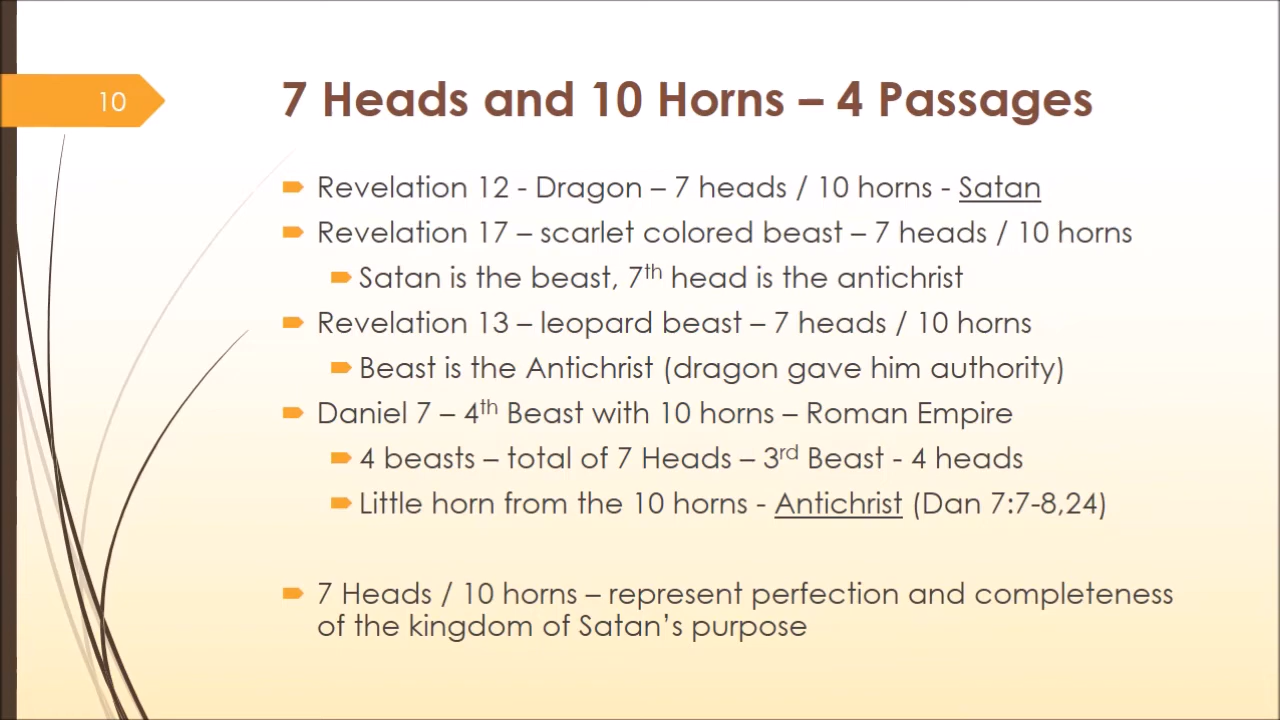 10
7 Heads and 10 Horns – 4 Passages
Revelation 12 - Dragon – 7 heads / 10 horns - Satan
Revelation 17 – scarlet colored beast – 7 heads / 10 horns
Satan is the beast, 7th head is the antichrist
Revelation 13 – leopard beast – 7 heads / 10 horns
Beast is the Antichrist (dragon gave him authority)
Daniel 7 – 4th Beast with 10 horns – Roman Empire
4 beasts – total of 7 Heads – 3rd Beast - 4 heads
Little horn from the 10 horns - Antichrist (Dan 7:7-8,24)
7 Heads / 10 horns – represent perfection and completeness
of the kingdom of Satan’s purpose